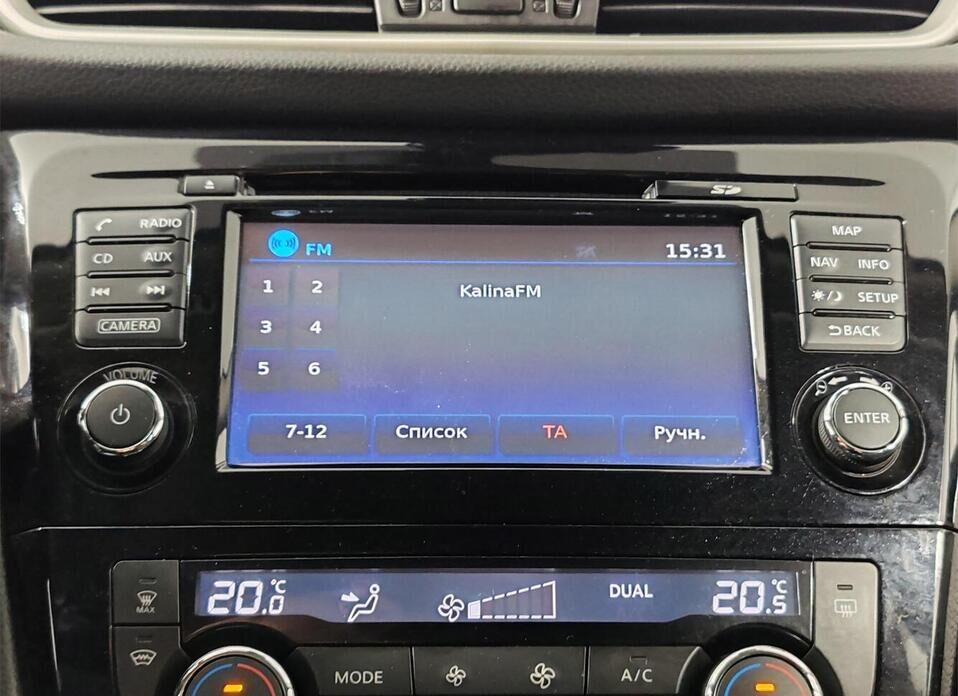 RADIO
CD AUX
CAMERA
VOLUME
SD
FM 15:31
1 2
KalinaFM
3 4
5 6
7-12 Список TA Ручн.
MAP
NAV INFO
SETUP
BACK
ENTER
20.0°C DUAL 20.5°C
MAX
MODE A/C